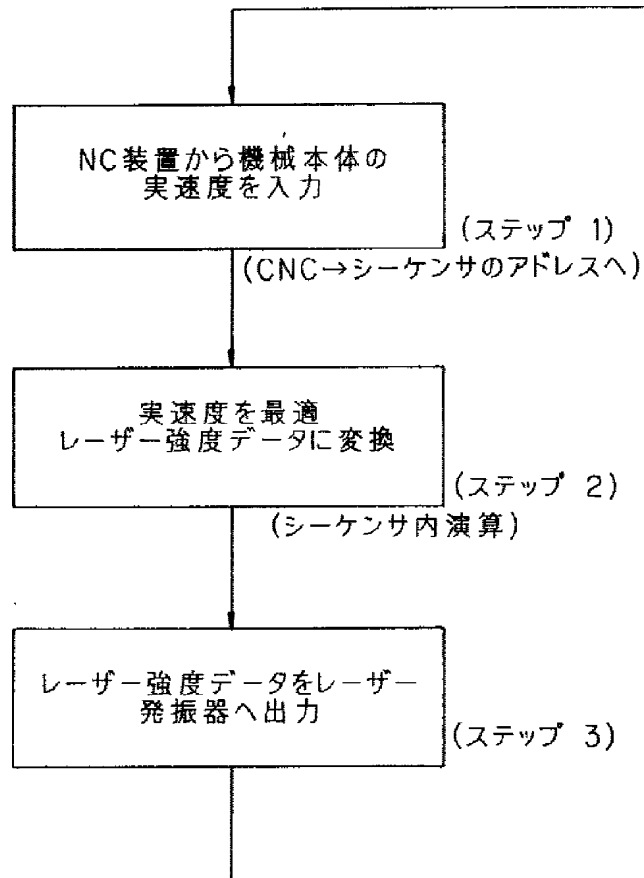 NC装置から機械本体の
実速度を入力
(ステップ 1)
(CNC→シーケンサのアドレスへ)
実速度を最適
レーザー強度データに変換
(ステップ 2)
(シーケンサ内演算)
レーザー強度データをレーザー
発振器へ出力
(ステップ 3)